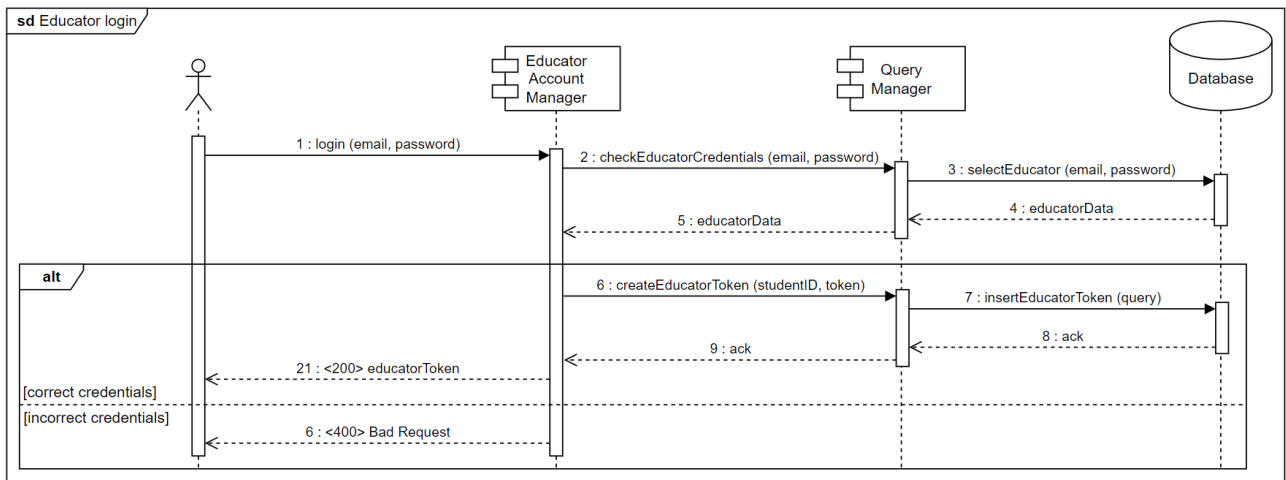 sd Educator login
Educator
Account
Manager
Query
Manager
Database
1 : login (email, password)
2 : checkEducatorCredentials (email, password)
3 : selectEducator (email, password)
4 : educatorData
5 : educatorData
alt
6 : createEducatorToken (studentID, token)
7 : insertEducatorToken (query)
8 : ack
9 : ack
21 : <200> educatorToken
[correct credentials]
[incorrect credentials]
6 : <400> Bad Request